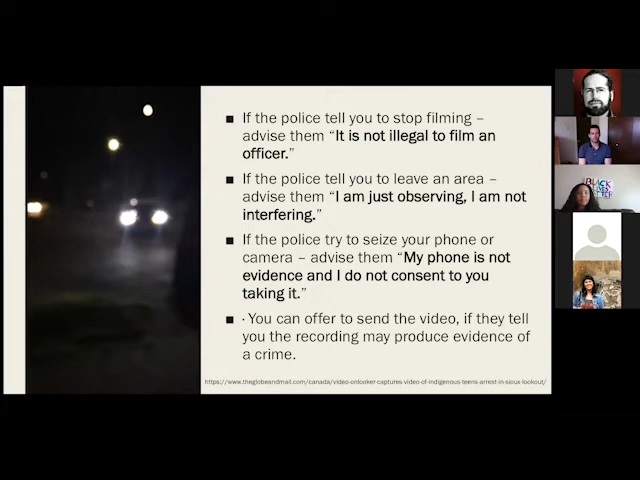 ■ If the police tell you to stop filming –
advise them “It is not illegal to film an
officer.”
■ If the police tell you to leave an area –
advise them “I am just observing, I am not
interfering.”
■ If the police try to seize your phone or
camera – advise them “My phone is not
evidence and I do not consent to you
taking it.”
■ · You can offer to send the video, if they tell
you the recording may produce evidence of
a crime.
https://www.theglobeandmail.com/canada/video-onlooker-captures-video-of-indigenous-teens-arrest-in-sioux-lookout/
BLACK